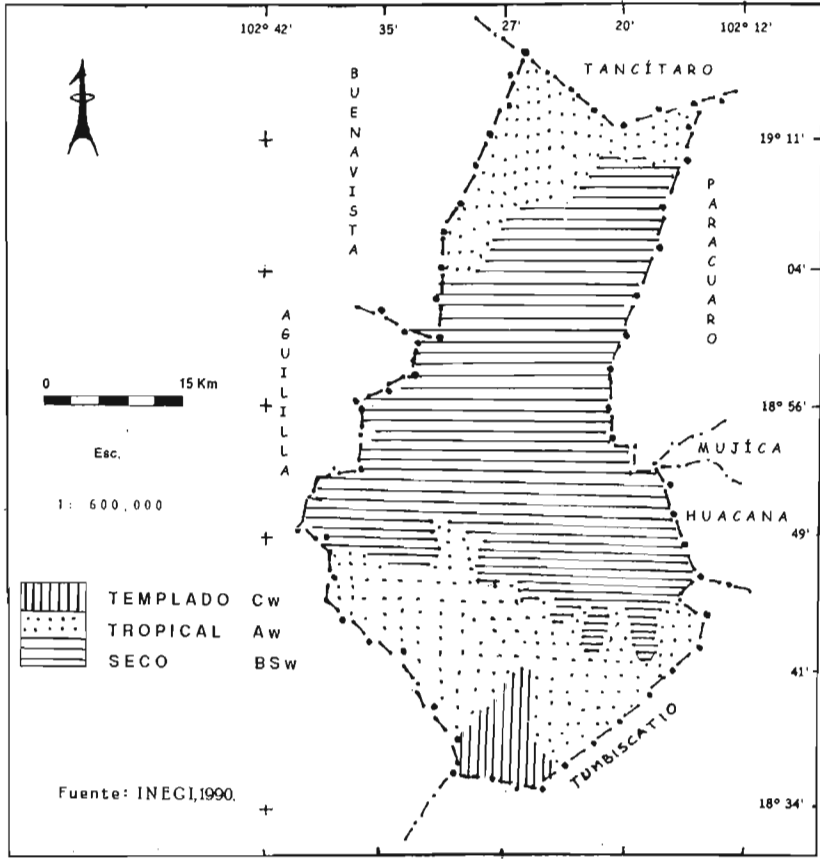 102° 42' 35' 27' 20' 102° 12'
TANCÍTARO
BUENAVISTA
19° 11'
PARACUARO
04'
AGUILILLA
0 15 Km
18° 56'
Esc.
MUJÍCA
1: 600,000
HUACANA
49'
TEMPLADO Cw
TROPICAL Aw
SECO BSw
41'
TUMBISCATIO
Fuente: INEGI,1990.
18° 34'